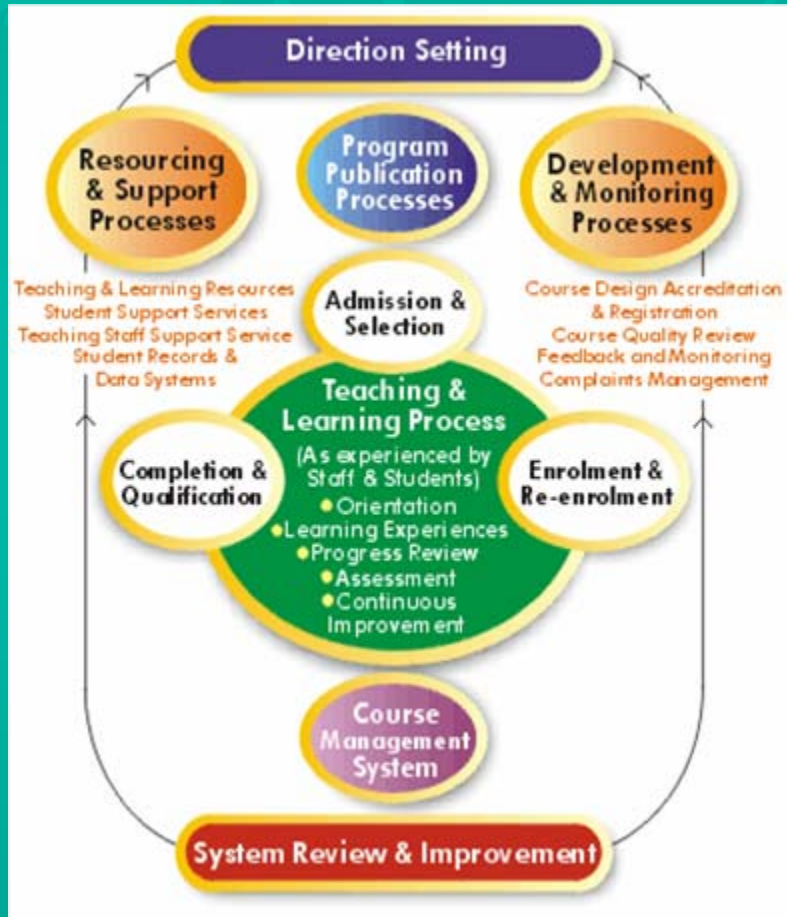 Direction Setting
Resourcing
& Support
Processes
Program
Publication
Processes
Development
& Monitoring
Processes
Teaching & Learning Resources
Student Support Services
Teaching Staff Support Service
Student Records &
Data Systems
Admission &
Selection
Course Design Accreditation
& Registration
Course Quality Review
Feedback and Monitoring
Complaints Management
Teaching &
Learning Process
(As experienced by
Staff & Students)
•Orientation
•Learning Experiences
•Progress Review
•Assessment
•Continuous
Improvement
Completion &
Qualification
Enrolment &
Re-enrolment
Course
Management
System
System Review & Improvement